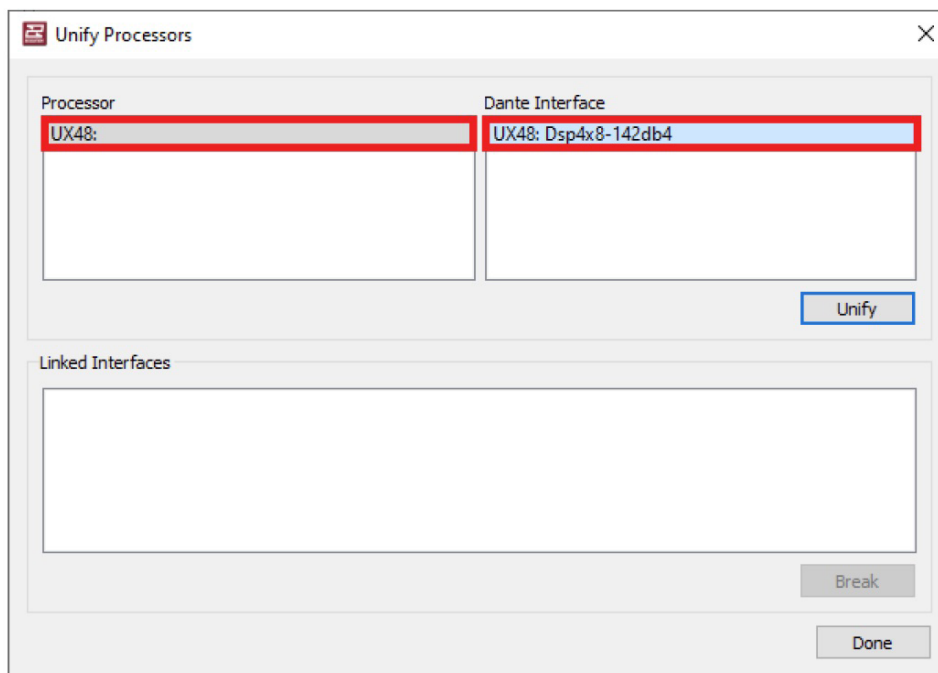 Unify Processors
Processor
Dante Interface
UX48:
UX48: Dsp4x8-142db4
Unify
Linked Interfaces
Break
Done